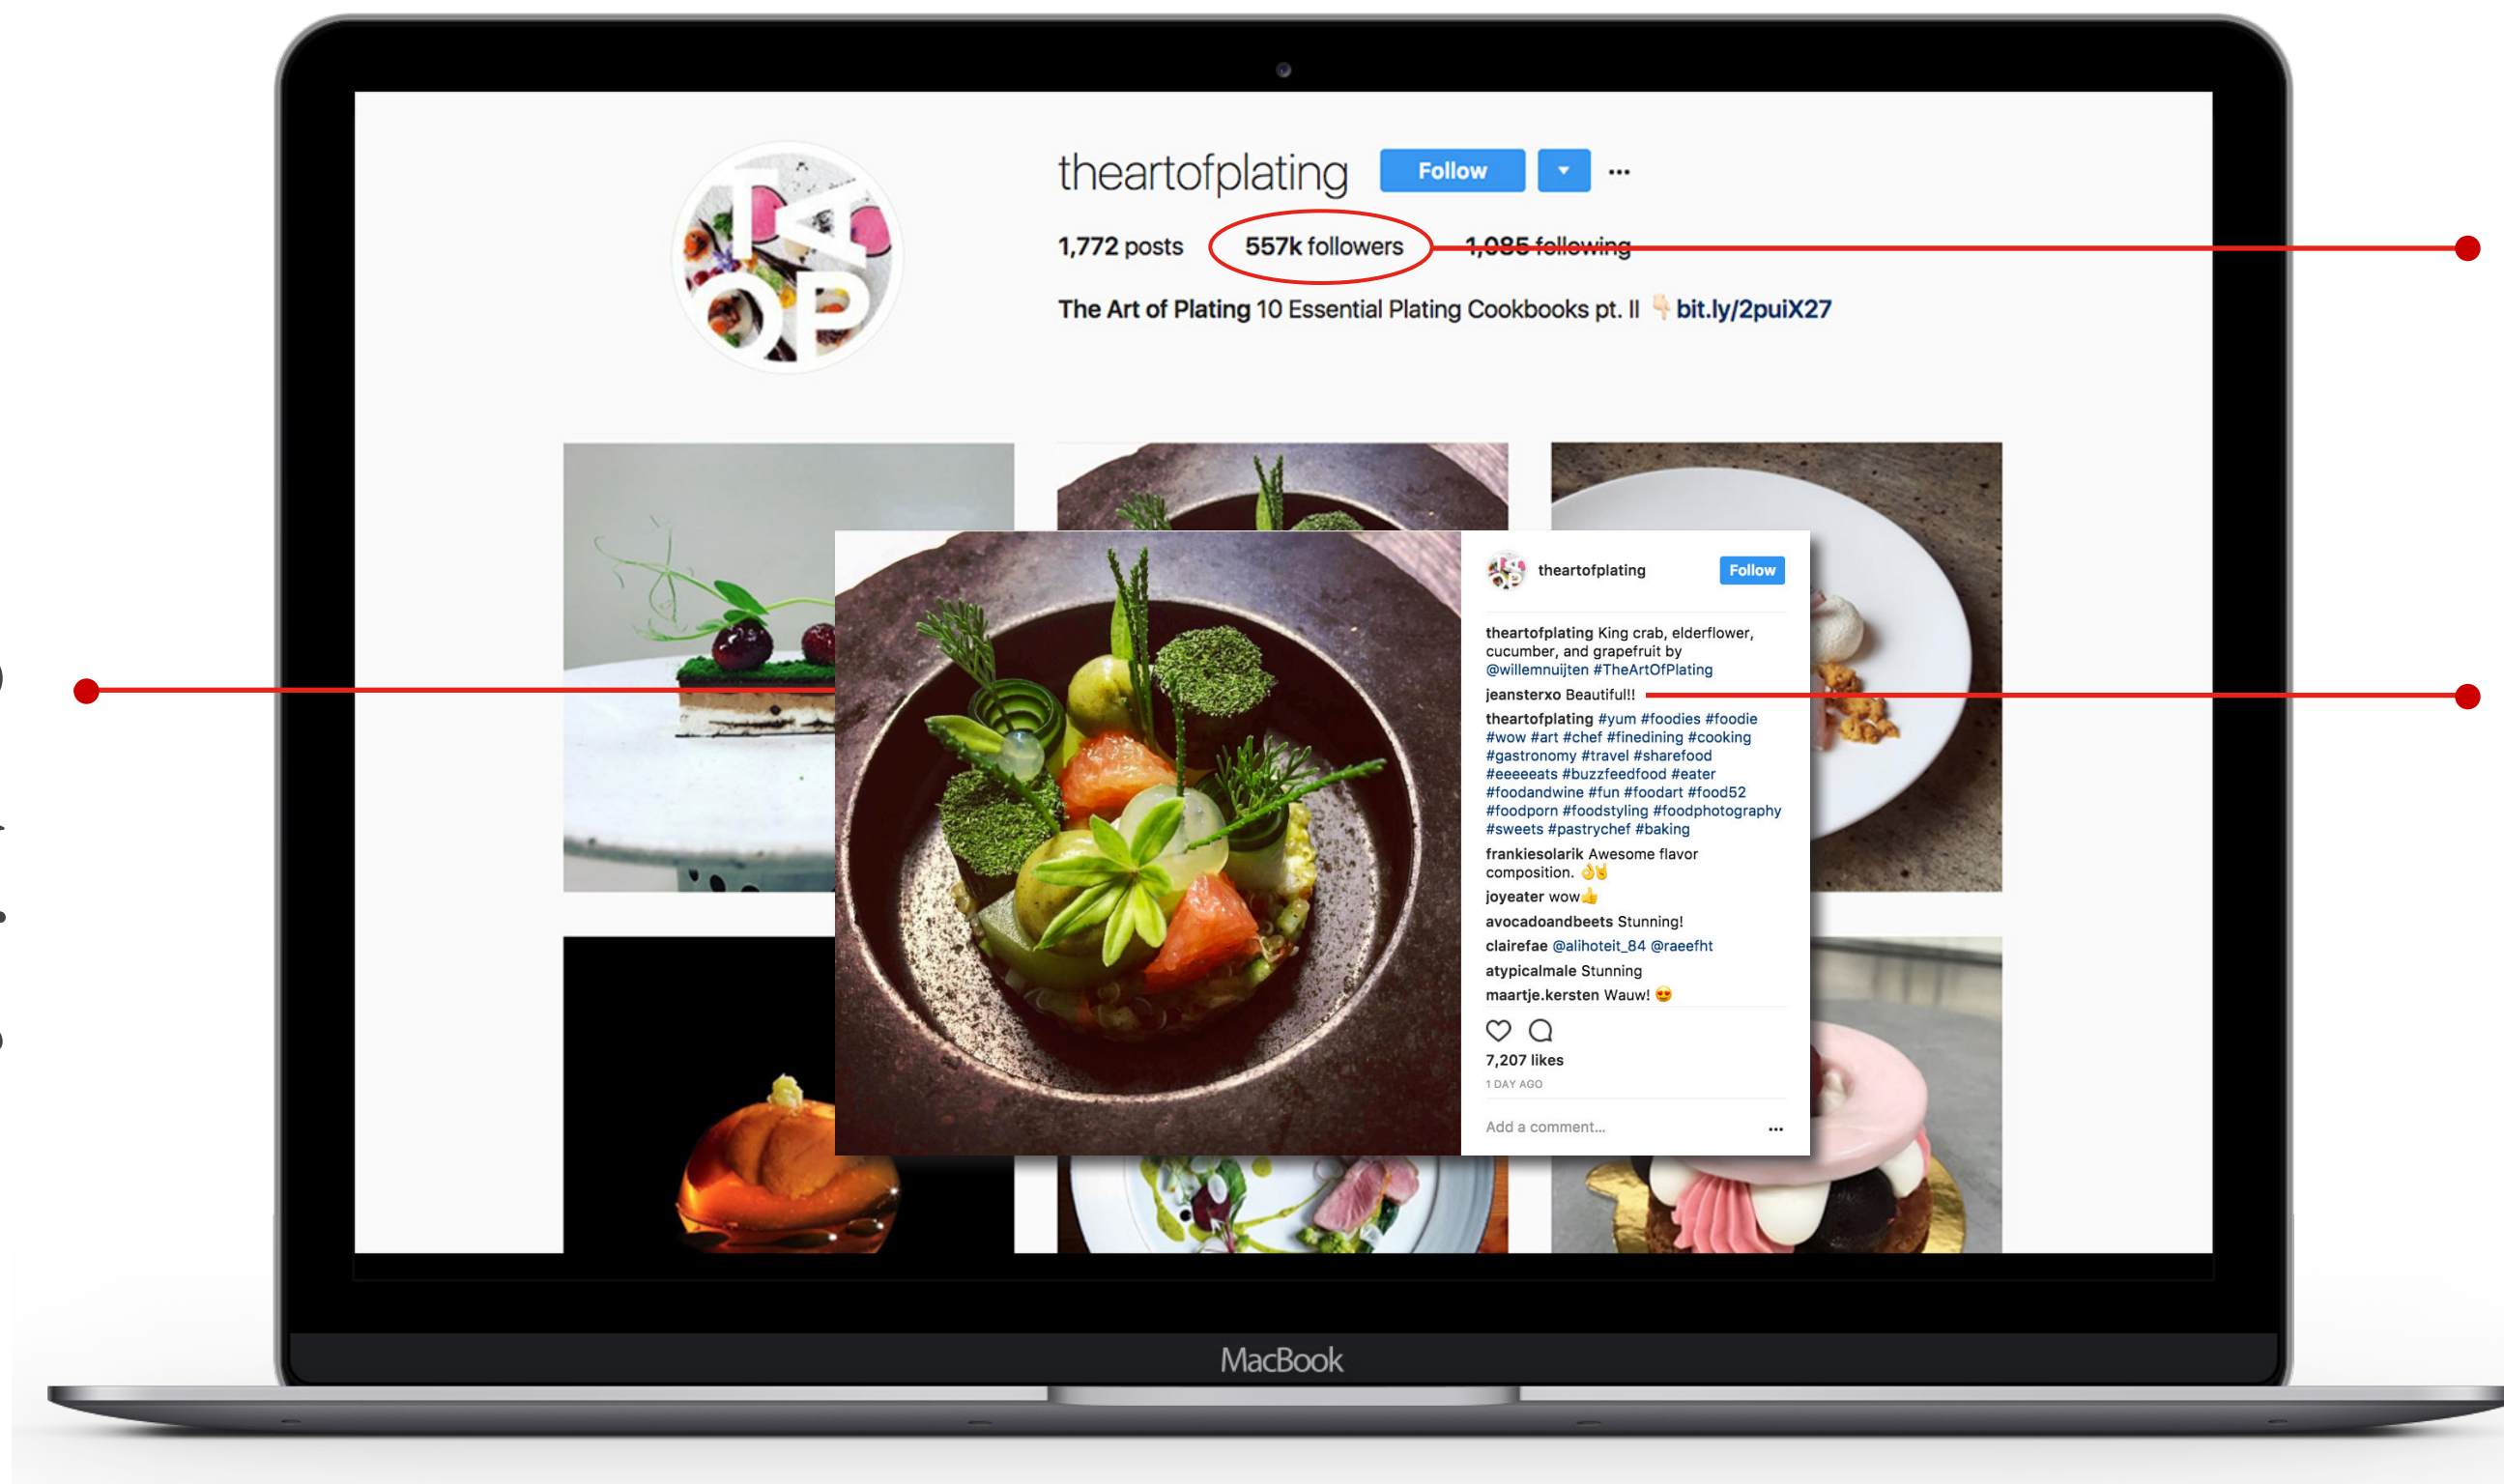 TAOP
theartofplating Follow ...
1,772 posts 557k followers 1,085 following
The Art of Plating 10 Essential Plating Cookbooks pt. II 👇🏻 bit.ly/2puiX27
theartofplating Follow
theartofplating King crab, elderflower,
cucumber, and grapefruit by
@willemnuijten #TheArtOfPlating
jeansterxo Beautiful!!
theartofplating #yum #foodies #foodie
#wow #art #chef #finedining #cooking
#gastronomy #travel #sharefood
#eeeeeats #buzzfeedfood #eater
#foodandwine #fun #foodart #food52
#foodporn #foodstyling #foodphotography
#sweets #pastrychef #baking
frankiesolarik Awesome flavor
composition. 👌🤘
joyeater wow👍
avocadoandbeets Stunning!
clairefae @alihoteit_84 @raeefht
atypicalmale Stunning
maartje.kersten Wauw! 😍
7,207 likes
1 DAY AGO
Add a comment... ...
MacBook